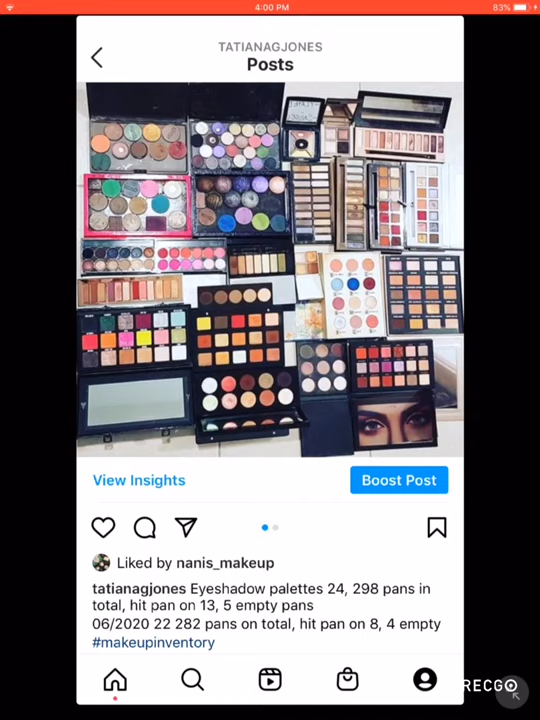 4:00 PM
83%
TATIANAGJONES
Posts
View Insights
Boost Post
Liked by nanis_makeup
tatianagjones Eyeshadow palettes 24, 298 pans in
total, hit pan on 13, 5 empty pans
06/2020 22 282 pans on total, hit pan on 8, 4 empty
#makeupinventory
RECGO